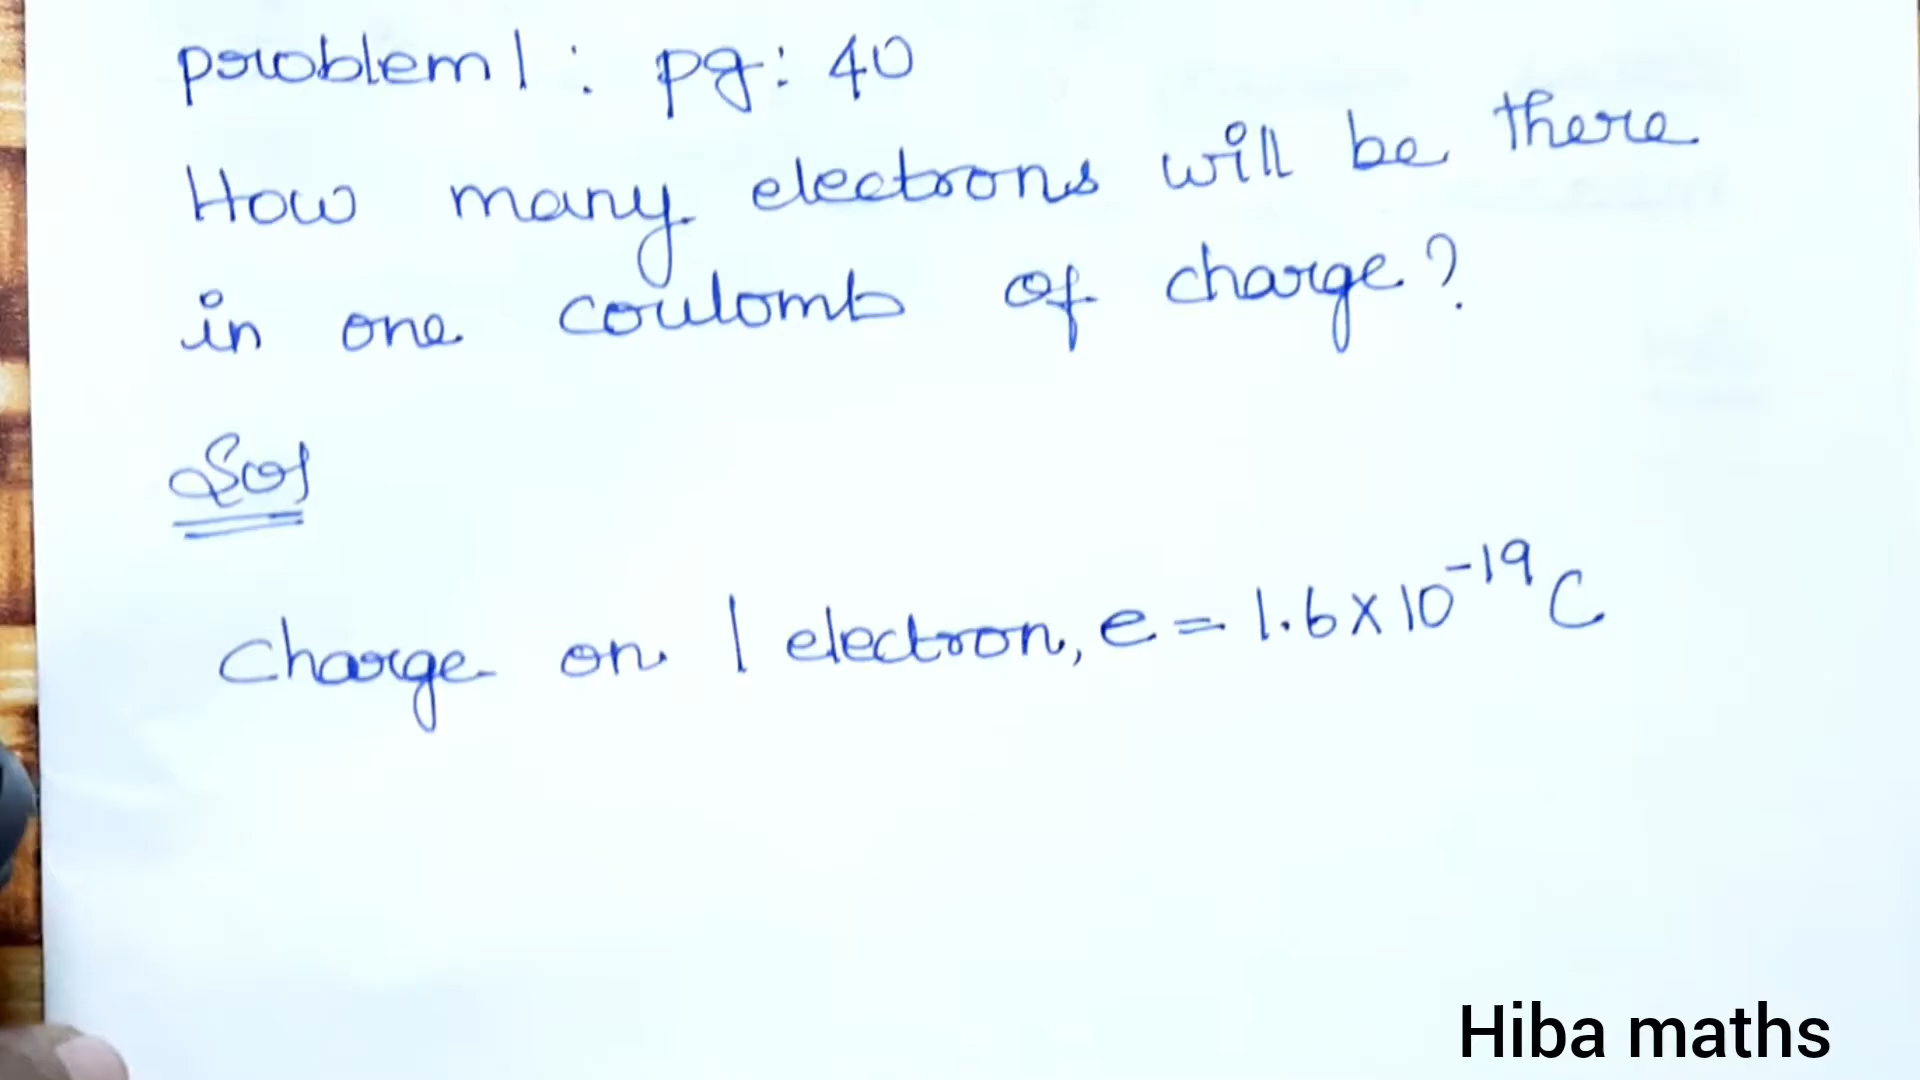 problem 1 : pg : 40
How many electrons will be there
in one coulomb of charge?
Sol
charge on 1 electron, e = 1.6 x 10⁻¹⁹ C
Hiba maths